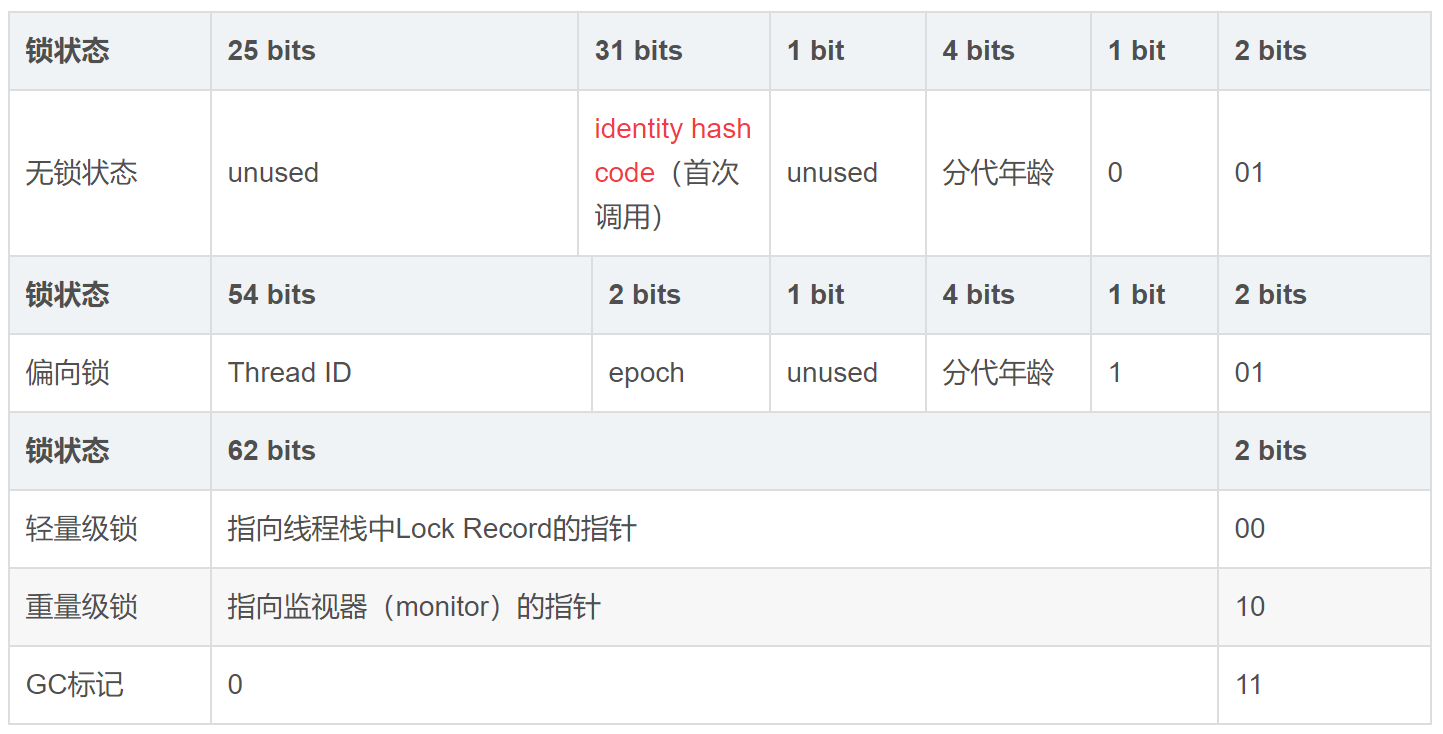 锁状态 25 bits 31 bits 1 bit 4 bits 1 bit 2 bits
无锁状态 unused identity hash code（首次调用） unused 分代年龄 0 01
锁状态 54 bits 2 bits 1 bit 4 bits 1 bit 2 bits
偏向锁 Thread ID epoch unused 分代年龄 1 01
锁状态 62 bits 2 bits
轻量级锁 指向线程栈中Lock Record的指针 00
重量级锁 指向监视器（monitor）的指针 10
GC标记 0 11